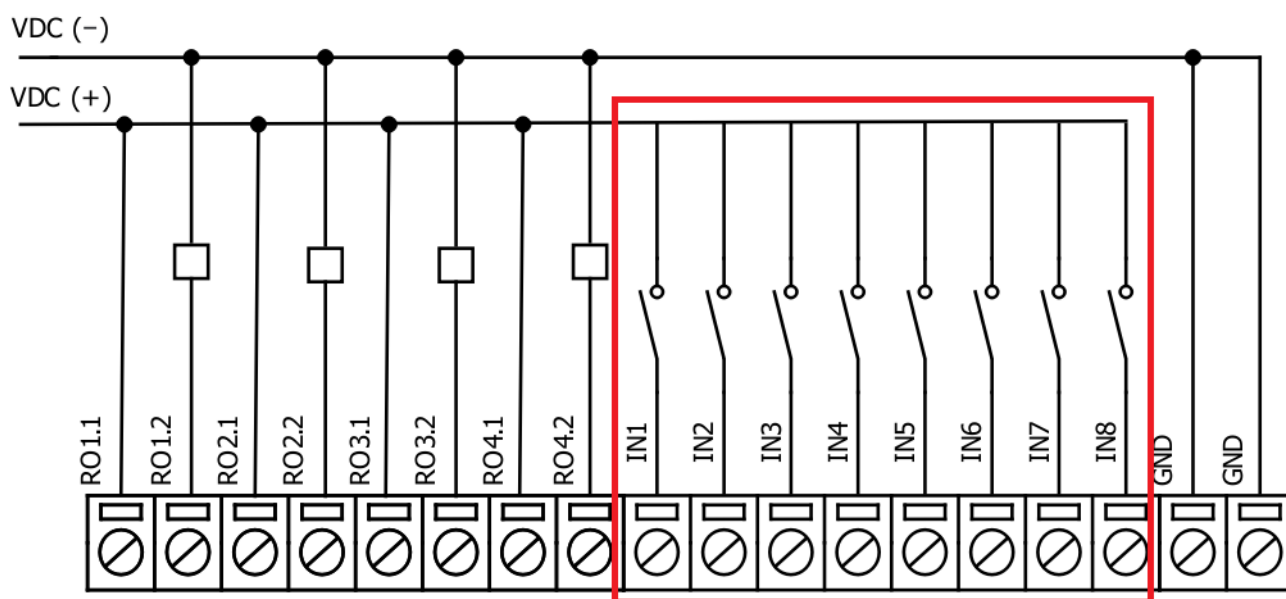 VDC (−)
VDC (+)
RO1.1
RO1.2
RO2.1
RO2.2
RO3.1
RO3.2
RO4.1
RO4.2
IN1
IN2
IN3
IN4
IN5
IN6
IN7
IN8
GND
GND